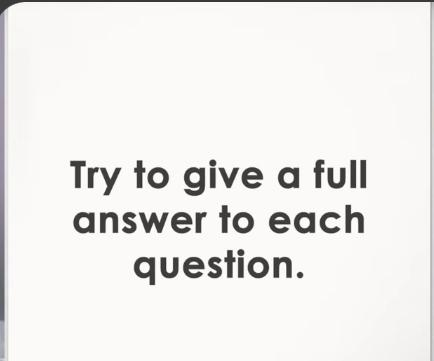 Try to give a full
answer to each
question.